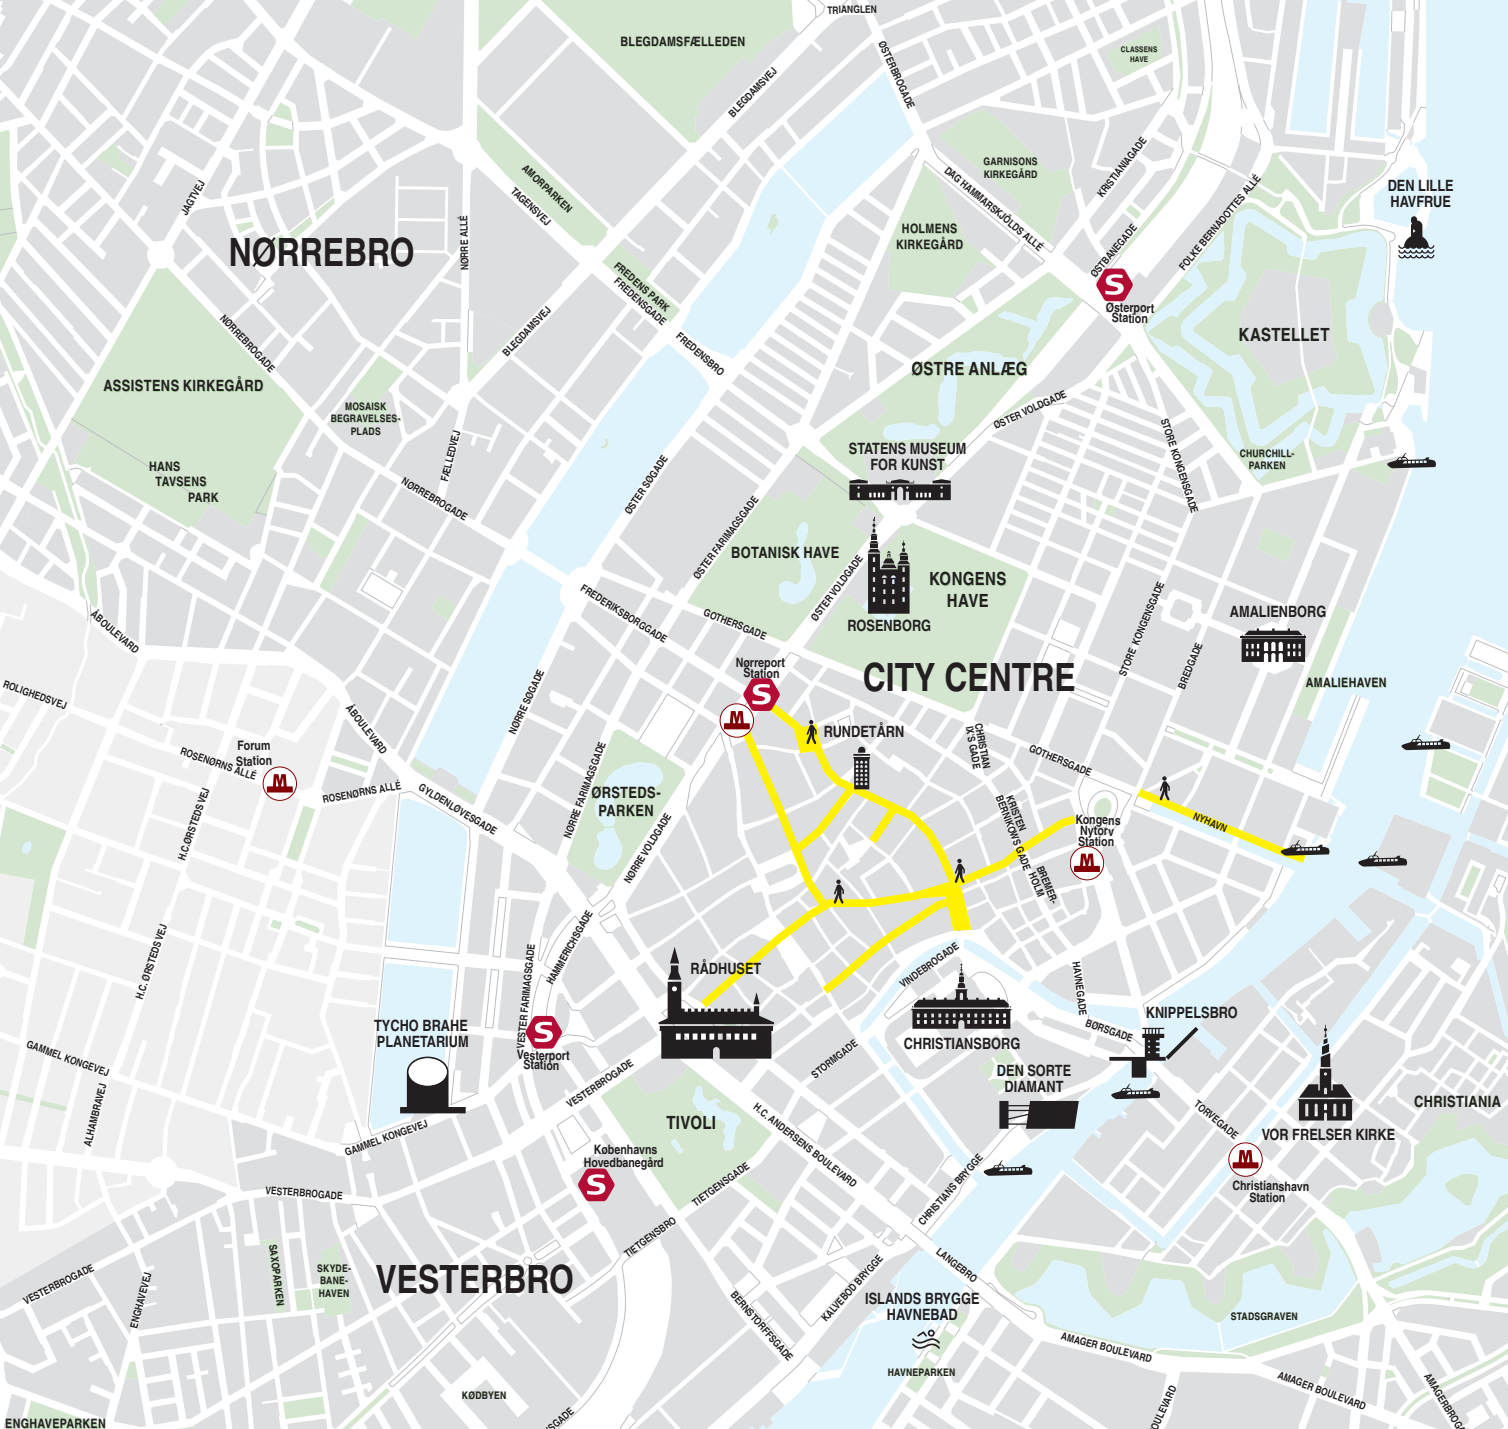 TRIANGLEN
BLEGDAMSFÆLLEDEN
ØSTERBROGADE
CLASSENS
HAVE
BLEGDAMSVEJ
GARNISONS
KIRKEGÅRD
KRISTIANIAGADE
DAG HAMMARSKJÖLDS ALLÉ
AMORPARKEN
TAGENSVEJ
JAGTVEJ
DEN LILLE
HAVFRUE
FOLKE BERNADOTTES ALLÉ
NØRREBRO
NØRRE ALLÉ
HOLMENS
KIRKEGÅRD
ØSTBANEGADE
S
Østerport
Station
FREDENS PARK
FREDENSGADE
FREDENSBRO
BLEGDAMSVEJ
NØRREBROGADE
KASTELLET
ØSTRE ANLÆG
ASSISTENS KIRKEGÅRD
MOSAISK
BEGRAVELSES-
PLADS
ØSTER VOLDGADE
STORE KONGENSGADE
FÆLLEDVEJ
STATENS MUSEUM
FOR KUNST
CHURCHILL-
PARKEN
HANS
TAVSENS
PARK
NØRREBROGADE
ØSTER SØGADE
ØSTER FARIMAGSGADE
BOTANISK HAVE
ØSTER VOLDGADE
KONGENS
HAVE
ROSENBORG
ÅBOULEVARD
FREDERIKSBORGGADE
GOTHERSGADE
STORE KONGENSGADE
AMALIENBORG
BREDGADE
AMALIEHAVEN
Nørreport
Station
S
M
CITY CENTRE
ROLIGHEDSVEJ
NØRRE SØGADE
ÅBOULEVARD
RUNDETÅRN
CHRISTIAN
IX'S GADE
GOTHERSGADE
Forum
Station
M
ROSENØRNS ALLÉ
ROSENØRNS ALLÉ
GYLDENLØVESGADE
H.C.ØRSTEDS VEJ
NØRRE FARIMAGSGADE
ØRSTEDS-
PARKEN
NØRRE VOLDGADE
KRISTEN
BERNIKOWS GADE
BREMER-
HOLM
Kongens
Nytorv
Station
M
NYHAVN
H.C. ØRSTEDS VEJ
HAMMERICHSGADE
VESTER FARIMAGSGADE
RÅDHUSET
VINDEBROGADE
HAVNEGADE
BØRSGADE
KNIPPELSBRO
TYCHO BRAHE
PLANETARIUM
S
Vesterport
Station
CHRISTIANSBORG
GAMMEL KONGEVEJ
ALHAMBRAVEJ
VESTERBROGADE
STORMGADE
DEN SORTE
DIAMANT
TORVEGADE
VOR FRELSER KIRKE
CHRISTIANIA
TIVOLI
H.C. ANDERSENS BOULEVARD
GAMMEL KONGEVEJ
Københavns
Hovedbanegård
S
M
Christianshavn
Station
VESTERBROGADE
TIETGENSGADE
CHRISTIANS BRYGGE
TIETGENSBRO
LANGEBRO
SAXOPARKEN
SKYDE-
BANE-
HAVEN
VESTERBRO
VESTERBROGADE
ENGHAVEVEJ
BERNSTORFFSGADE
KALVEBOD BRYGGE
ISLANDS BRYGGE
HAVNEBAD
STADSGRAVEN
AMAGER BOULEVARD
HAVNEPARKEN
AMAGER BOULEVARD
KØDBYEN
ENGHAVEPARKEN
SGADE
OULEVARD
AMAGERBROG